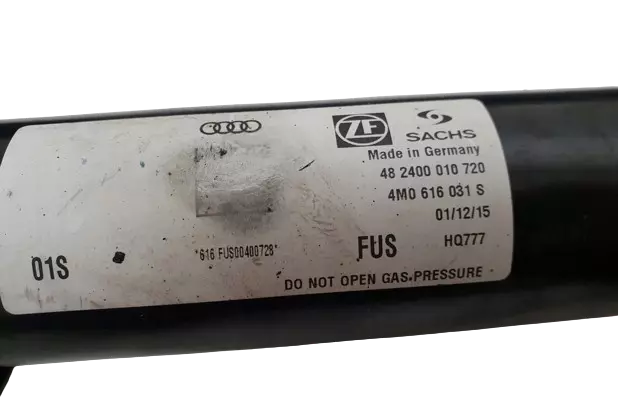 ZF SACHS
Made in Germany
48 2400 010 720
4M0 616 031 S
01/12/15
01S
*616 FUS00400728*
FUS
HQ777
DO NOT OPEN GAS PRESSURE